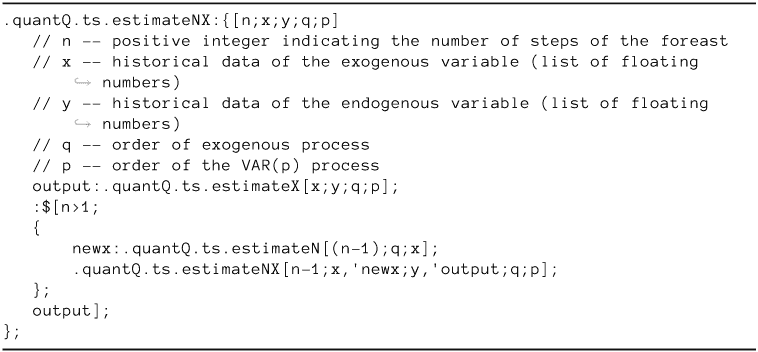 .quantQ.ts.estimateNX:{[n;x;y;q;p]
// n -- positive integer indicating the number of steps of the foreast
// x -- historical data of the exogenous variable (list of floating
↪ numbers)
// y -- historical data of the endogenous variable (list of floating
↪ numbers)
// q -- order of exogenous process
// p -- order of the VAR(p) process
output:.quantQ.ts.estimateX[x;y;q;p];
:$[n>1;
{
newx:.quantQ.ts.estimateN[(n-1);q;x];
.quantQ.ts.estimateNX[n-1;x,'newx;y,'output;q;p];
};
output];
};